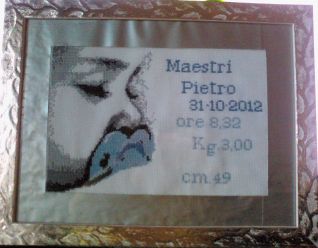 Maestri
Pietro
31-10-2012
ore 8,32
Kg.3,00
cm.49